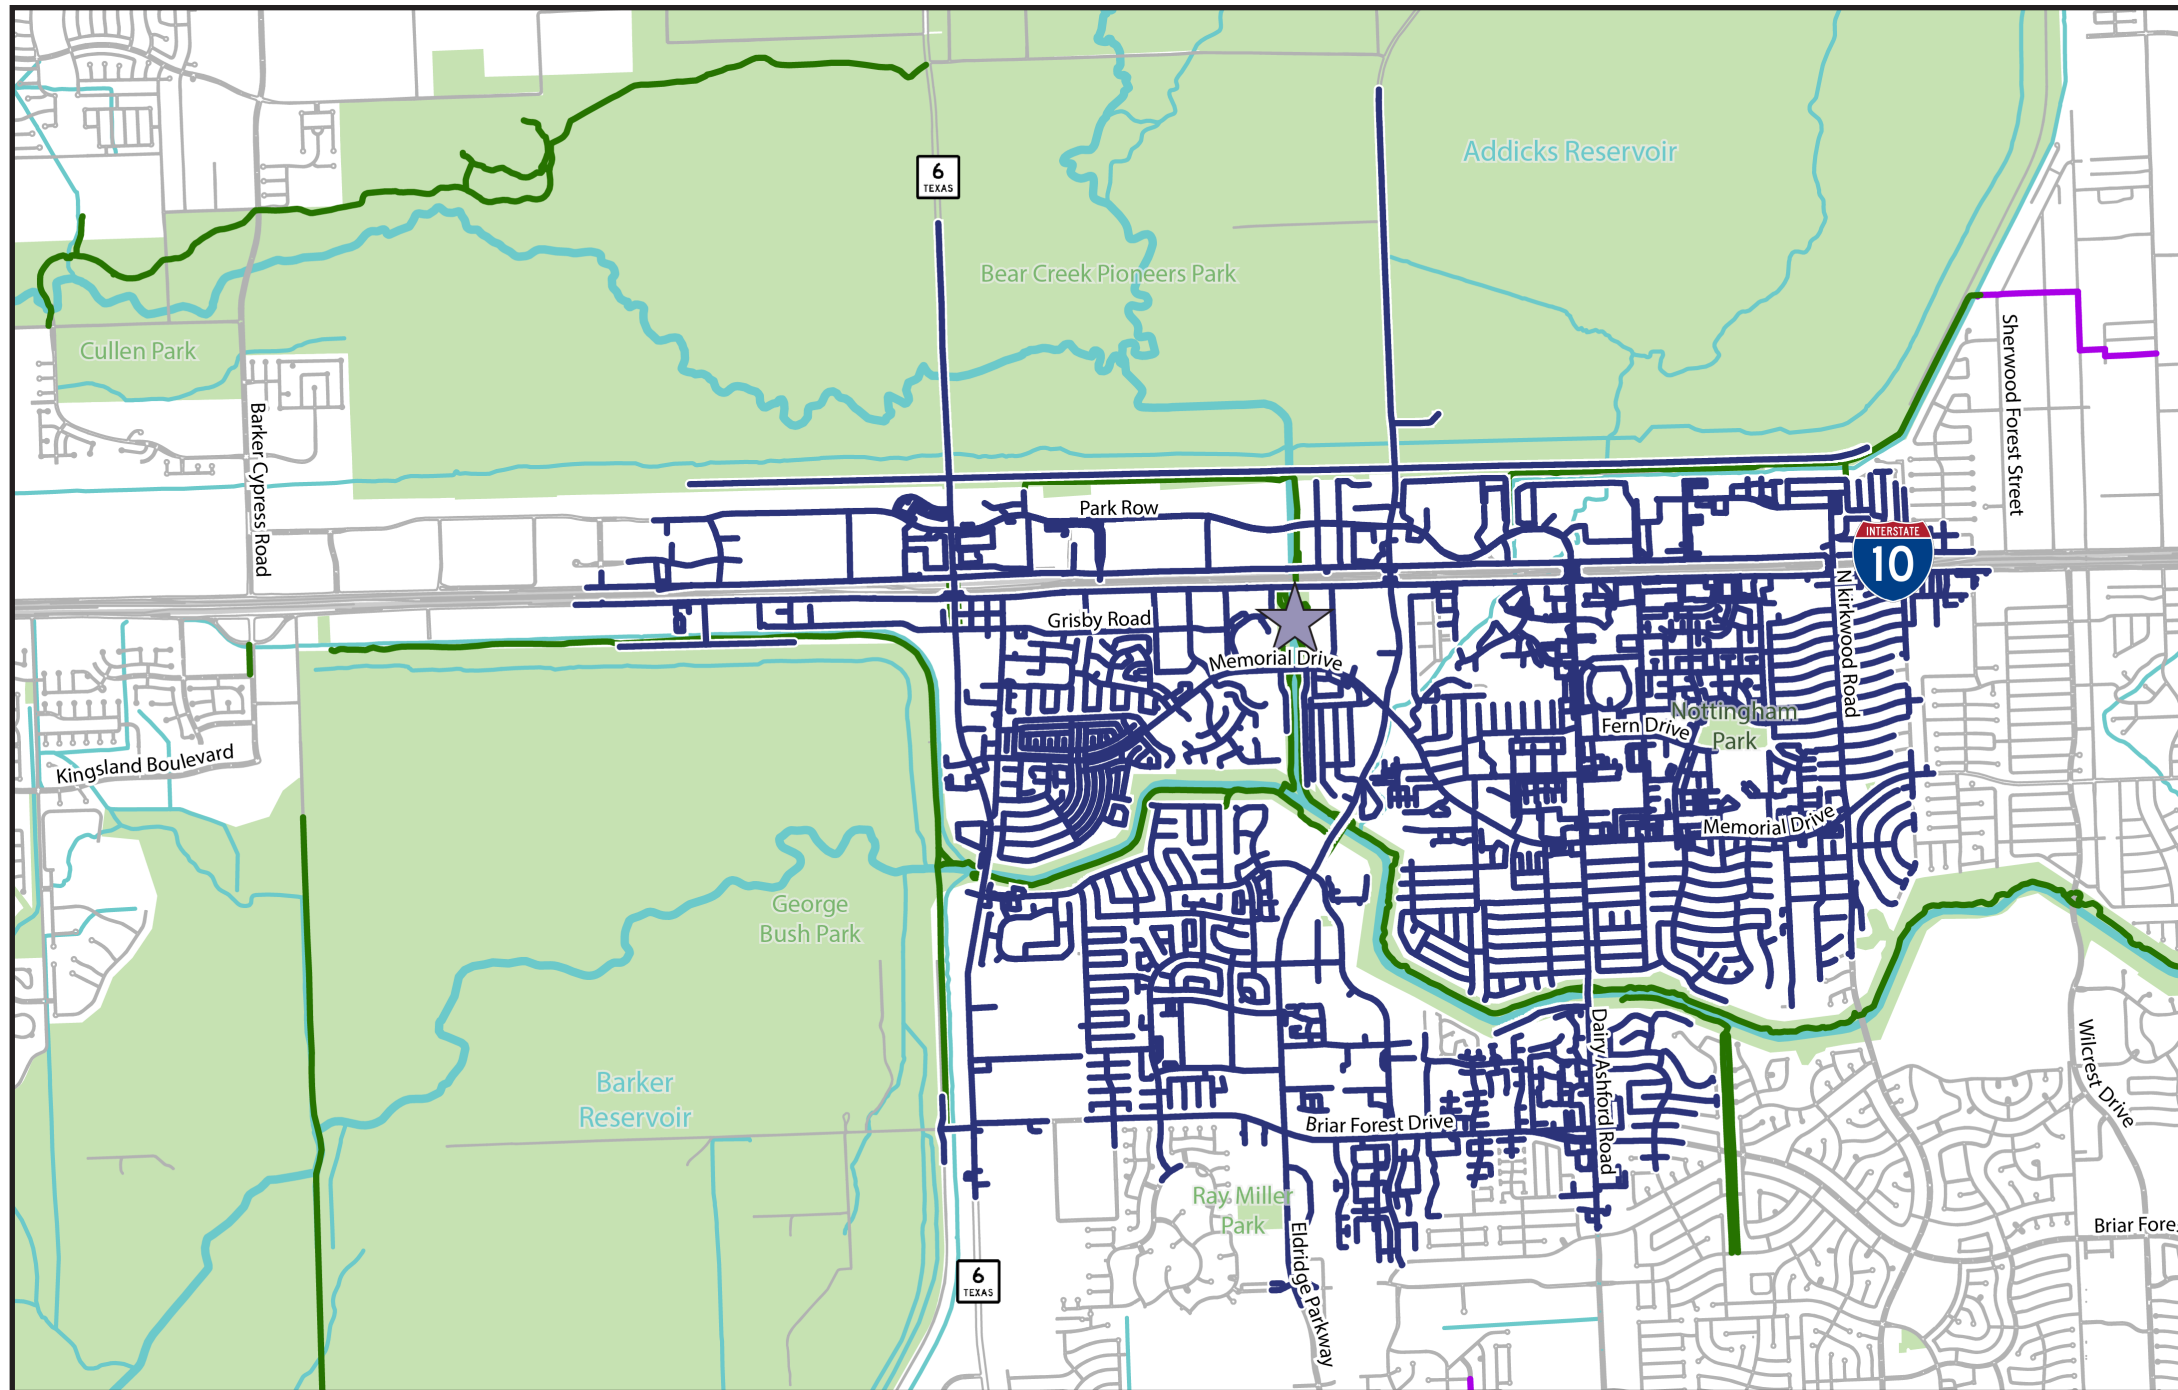 6
TEXAS
Addicks Reservoir
Bear Creek Pioneers Park
Cullen Park
Sherwood Forest Street
Barker Cypress Road
Park Row
INTERSTATE
10
N kirkwood Road
Grisby Road
Memorial Drive
Nottingham
Park
Fern Drive
Kingsland Boulevard
Memorial Drive
George
Bush Park
Barker
Reservoir
Dairy Ashford Road
Wilcrest Drive
Briar Forest Drive
Ray Miller
Park
Briar Fore
Eldridge Parkway
6
TEXAS